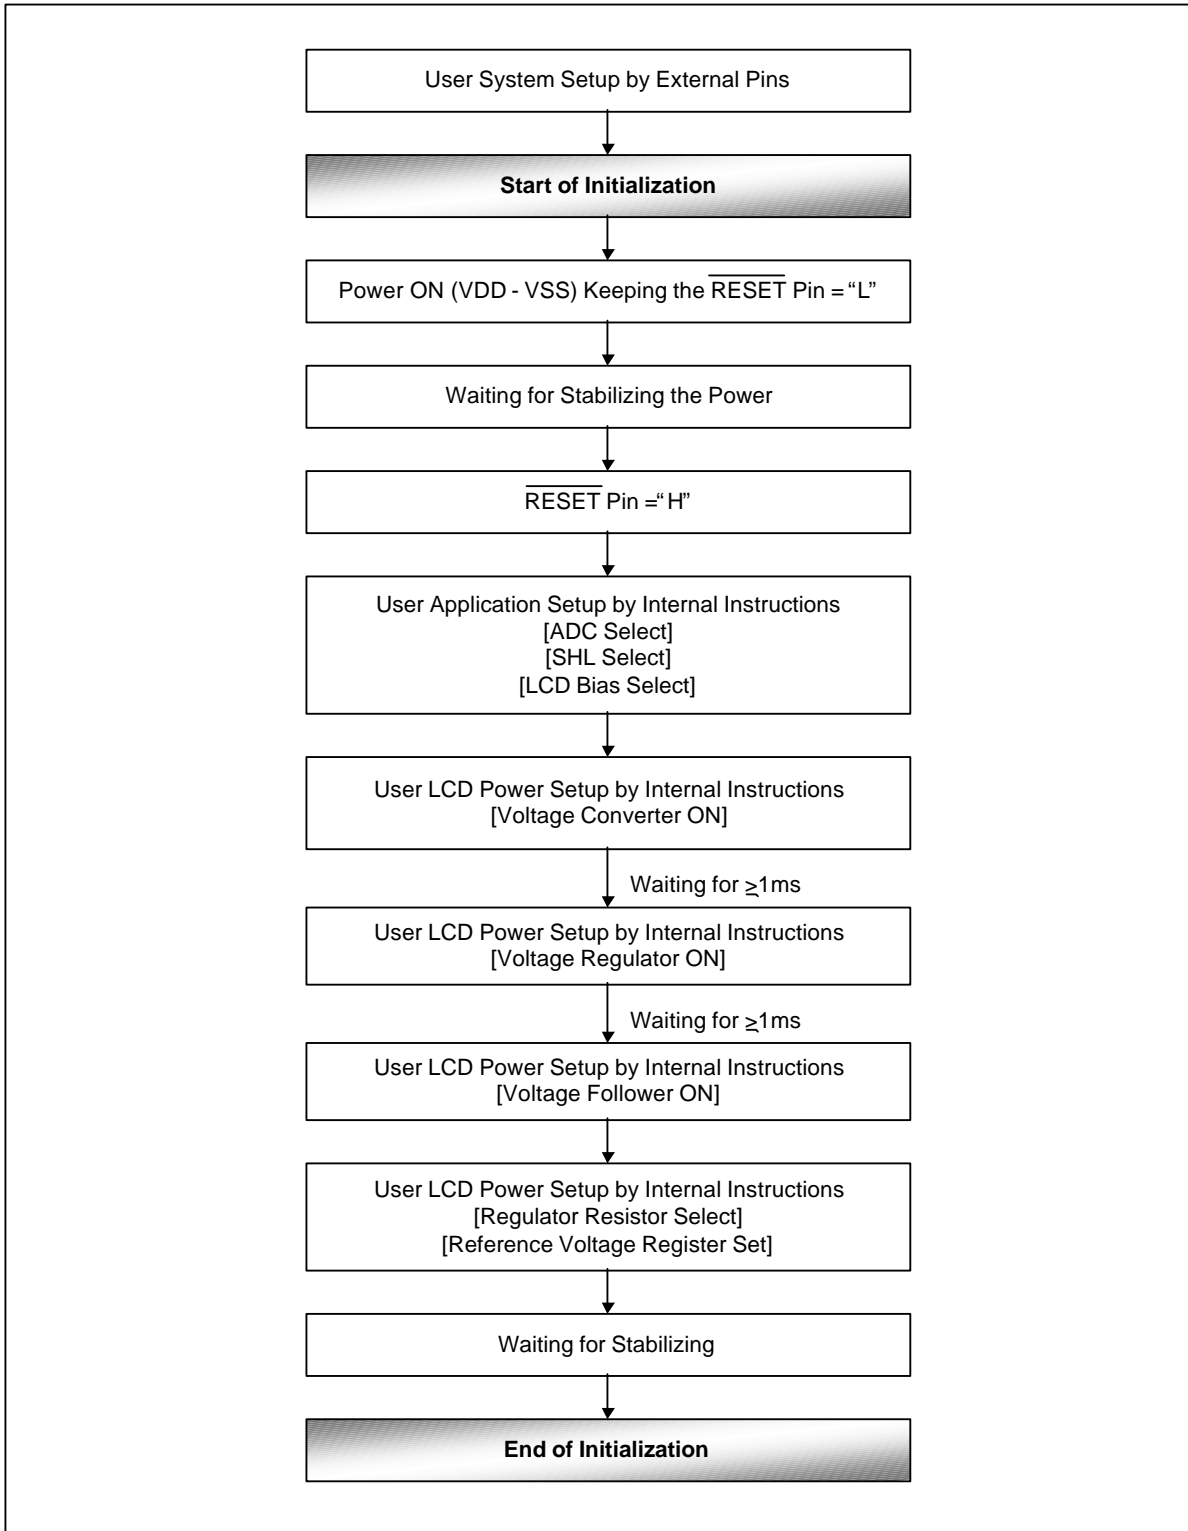 User System Setup by External Pins
Start of Initialization
Power ON (VDD - VSS) Keeping the R̅E̅S̅E̅T̅ Pin = “L”
Waiting for Stabilizing the Power
R̅E̅S̅E̅T̅ Pin =“H”
User Application Setup by Internal Instructions
[ADC Select]
[SHL Select]
[LCD Bias Select]
User LCD Power Setup by Internal Instructions
[Voltage Converter ON]
Waiting for ≥1ms
User LCD Power Setup by Internal Instructions
[Voltage Regulator ON]
Waiting for ≥1ms
User LCD Power Setup by Internal Instructions
[Voltage Follower ON]
User LCD Power Setup by Internal Instructions
[Regulator Resistor Select]
[Reference Voltage Register Set]
Waiting for Stabilizing
End of Initialization